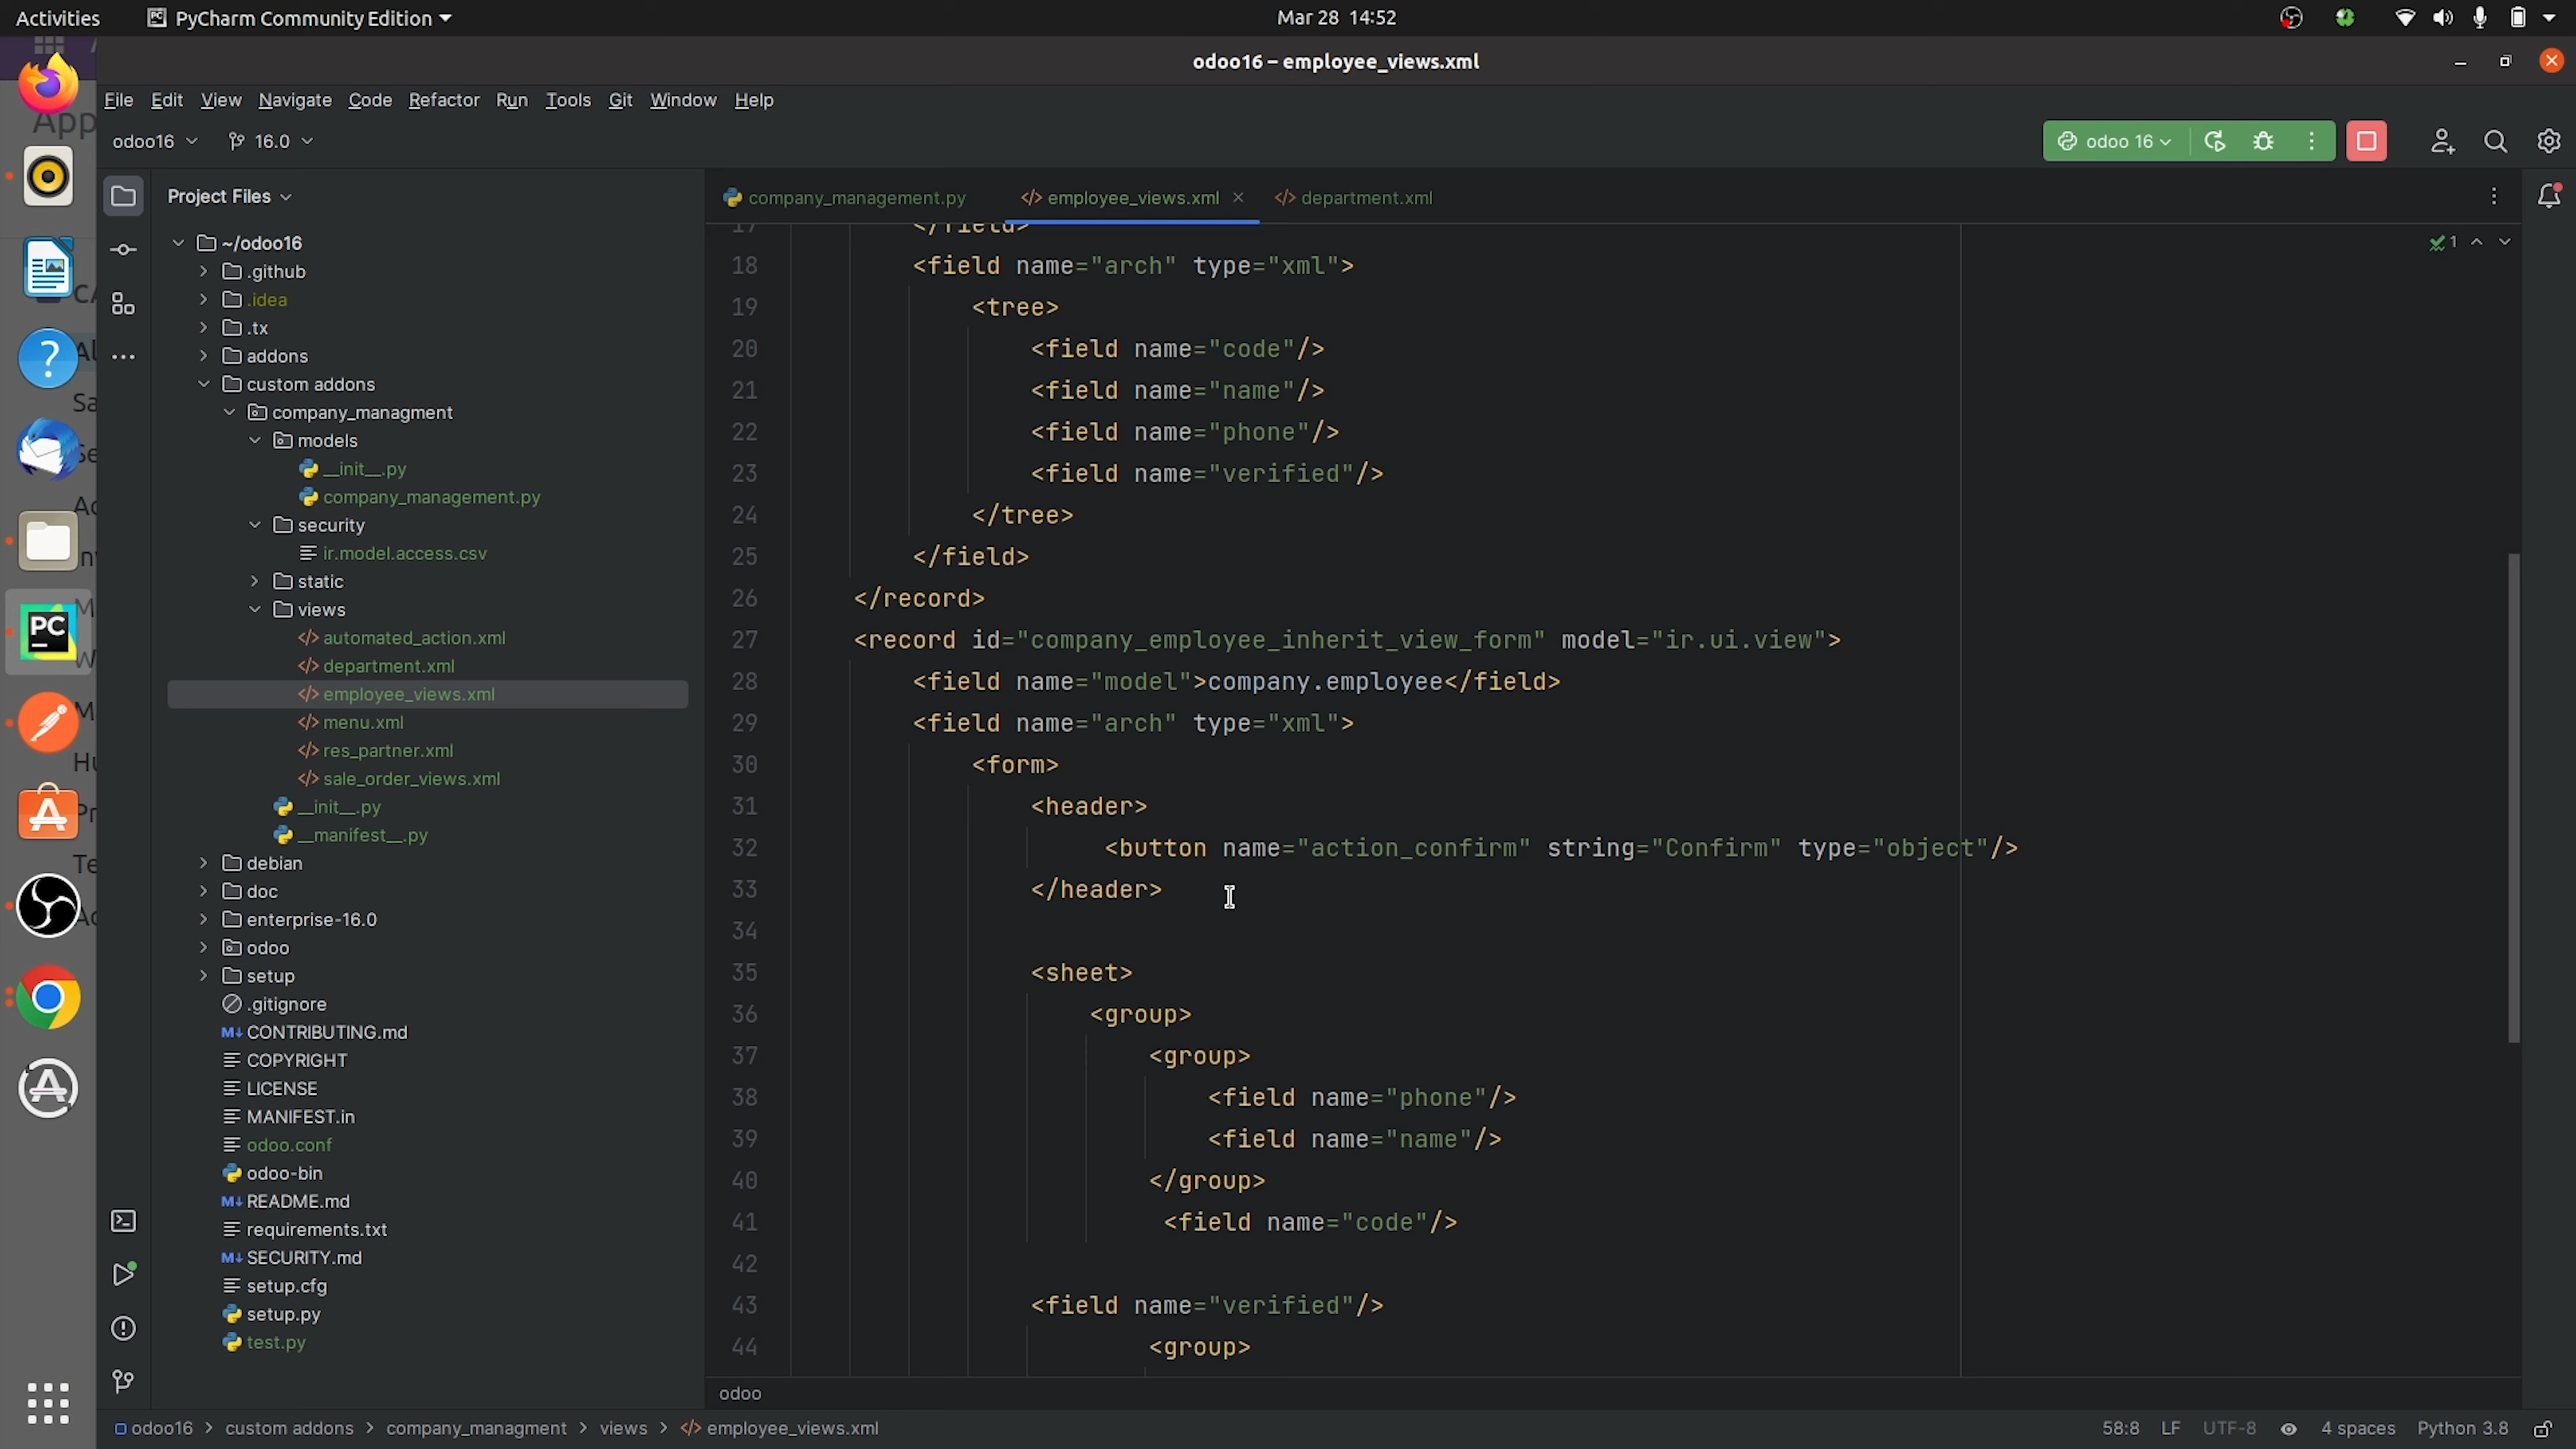 Activities
PyCharm Community Edition
Mar 28 14:52
odoo16 – employee_views.xml
File Edit View Navigate Code Refactor Run Tools Git Window Help
odoo16
16.0
odoo 16
Project Files
~/odoo16
.github
.idea
.tx
addons
custom addons
company_managment
models
__init__.py
company_management.py
security
ir.model.access.csv
static
views
automated_action.xml
department.xml
employee_views.xml
menu.xml
res_partner.xml
sale_order_views.xml
__init__.py
__manifest__.py
debian
doc
enterprise-16.0
odoo
setup
.gitignore
CONTRIBUTING.md
COPYRIGHT
LICENSE
MANIFEST.in
odoo.conf
odoo-bin
README.md
requirements.txt
SECURITY.md
setup.cfg
setup.py
test.py
company_management.py
employee_views.xml
department.xml
1
17 </field>
18 <field name="arch" type="xml">
19 <tree>
20 <field name="code"/>
21 <field name="name"/>
22 <field name="phone"/>
23 <field name="verified"/>
24 </tree>
25 </field>
26 </record>
27 <record id="company_employee_inherit_view_form" model="ir.ui.view">
28 <field name="model">company.employee</field>
29 <field name="arch" type="xml">
30 <form>
31 <header>
32 <button name="action_confirm" string="Confirm" type="object"/>
33 </header>
34
35 <sheet>
36 <group>
37 <group>
38 <field name="phone"/>
39 <field name="name"/>
40 </group>
41 <field name="code"/>
42
43 <field name="verified"/>
44 <group>
odoo
odoo16 > custom addons > company_managment > views > employee_views.xml
58:8 LF UTF-8 4 spaces Python 3.8